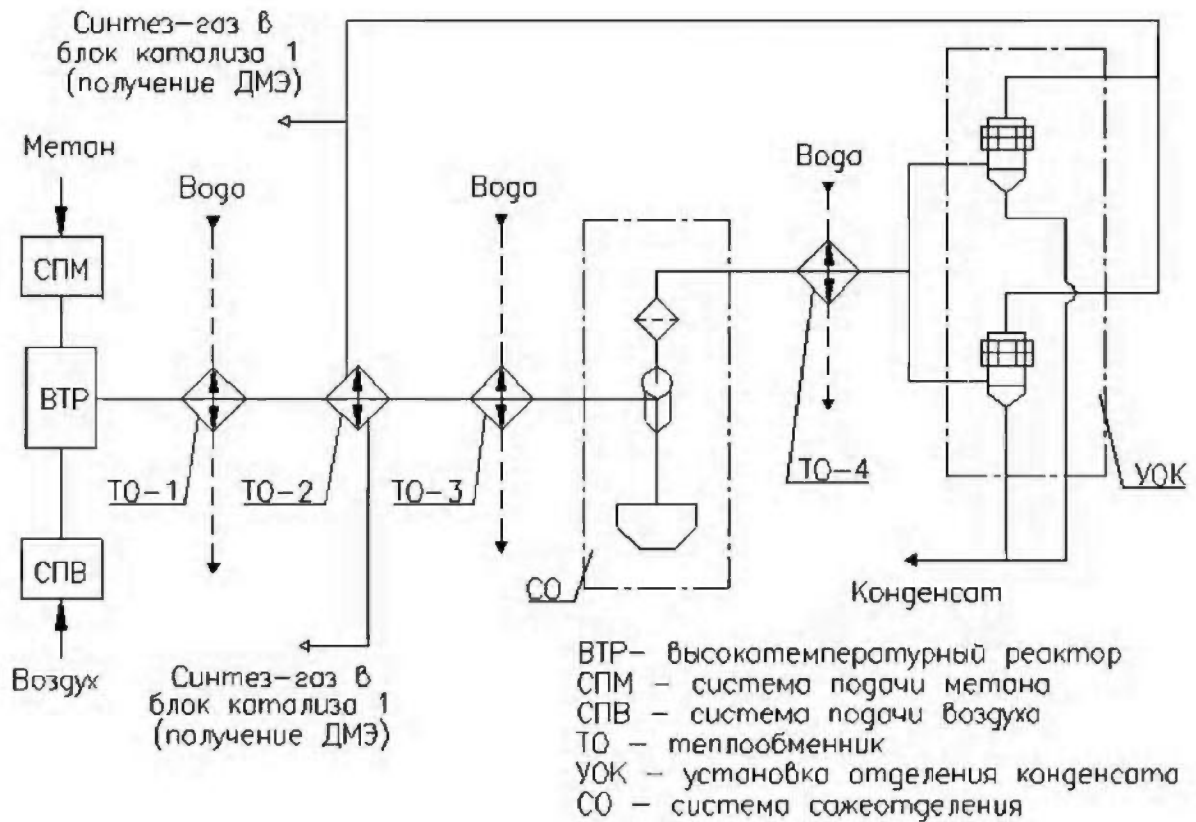 Синтез-газ в
блок катализа 1
(получение ДМЭ)
Метан
Вода
Вода
Вода
СПМ
ВТР
ТО-1
ТО-2
ТО-3
ТО-4
УОК
СПВ
СО
Конденсат
Воздух
Синтез-газ в
блок катализа 1
(получение ДМЭ)
ВТР- высокотемпературный реактор
СПМ - система подачи метана
СПВ - система подачи воздуха
ТО - теплообменник
УОК - установка отделения конденсата
СО - система сажеотделения